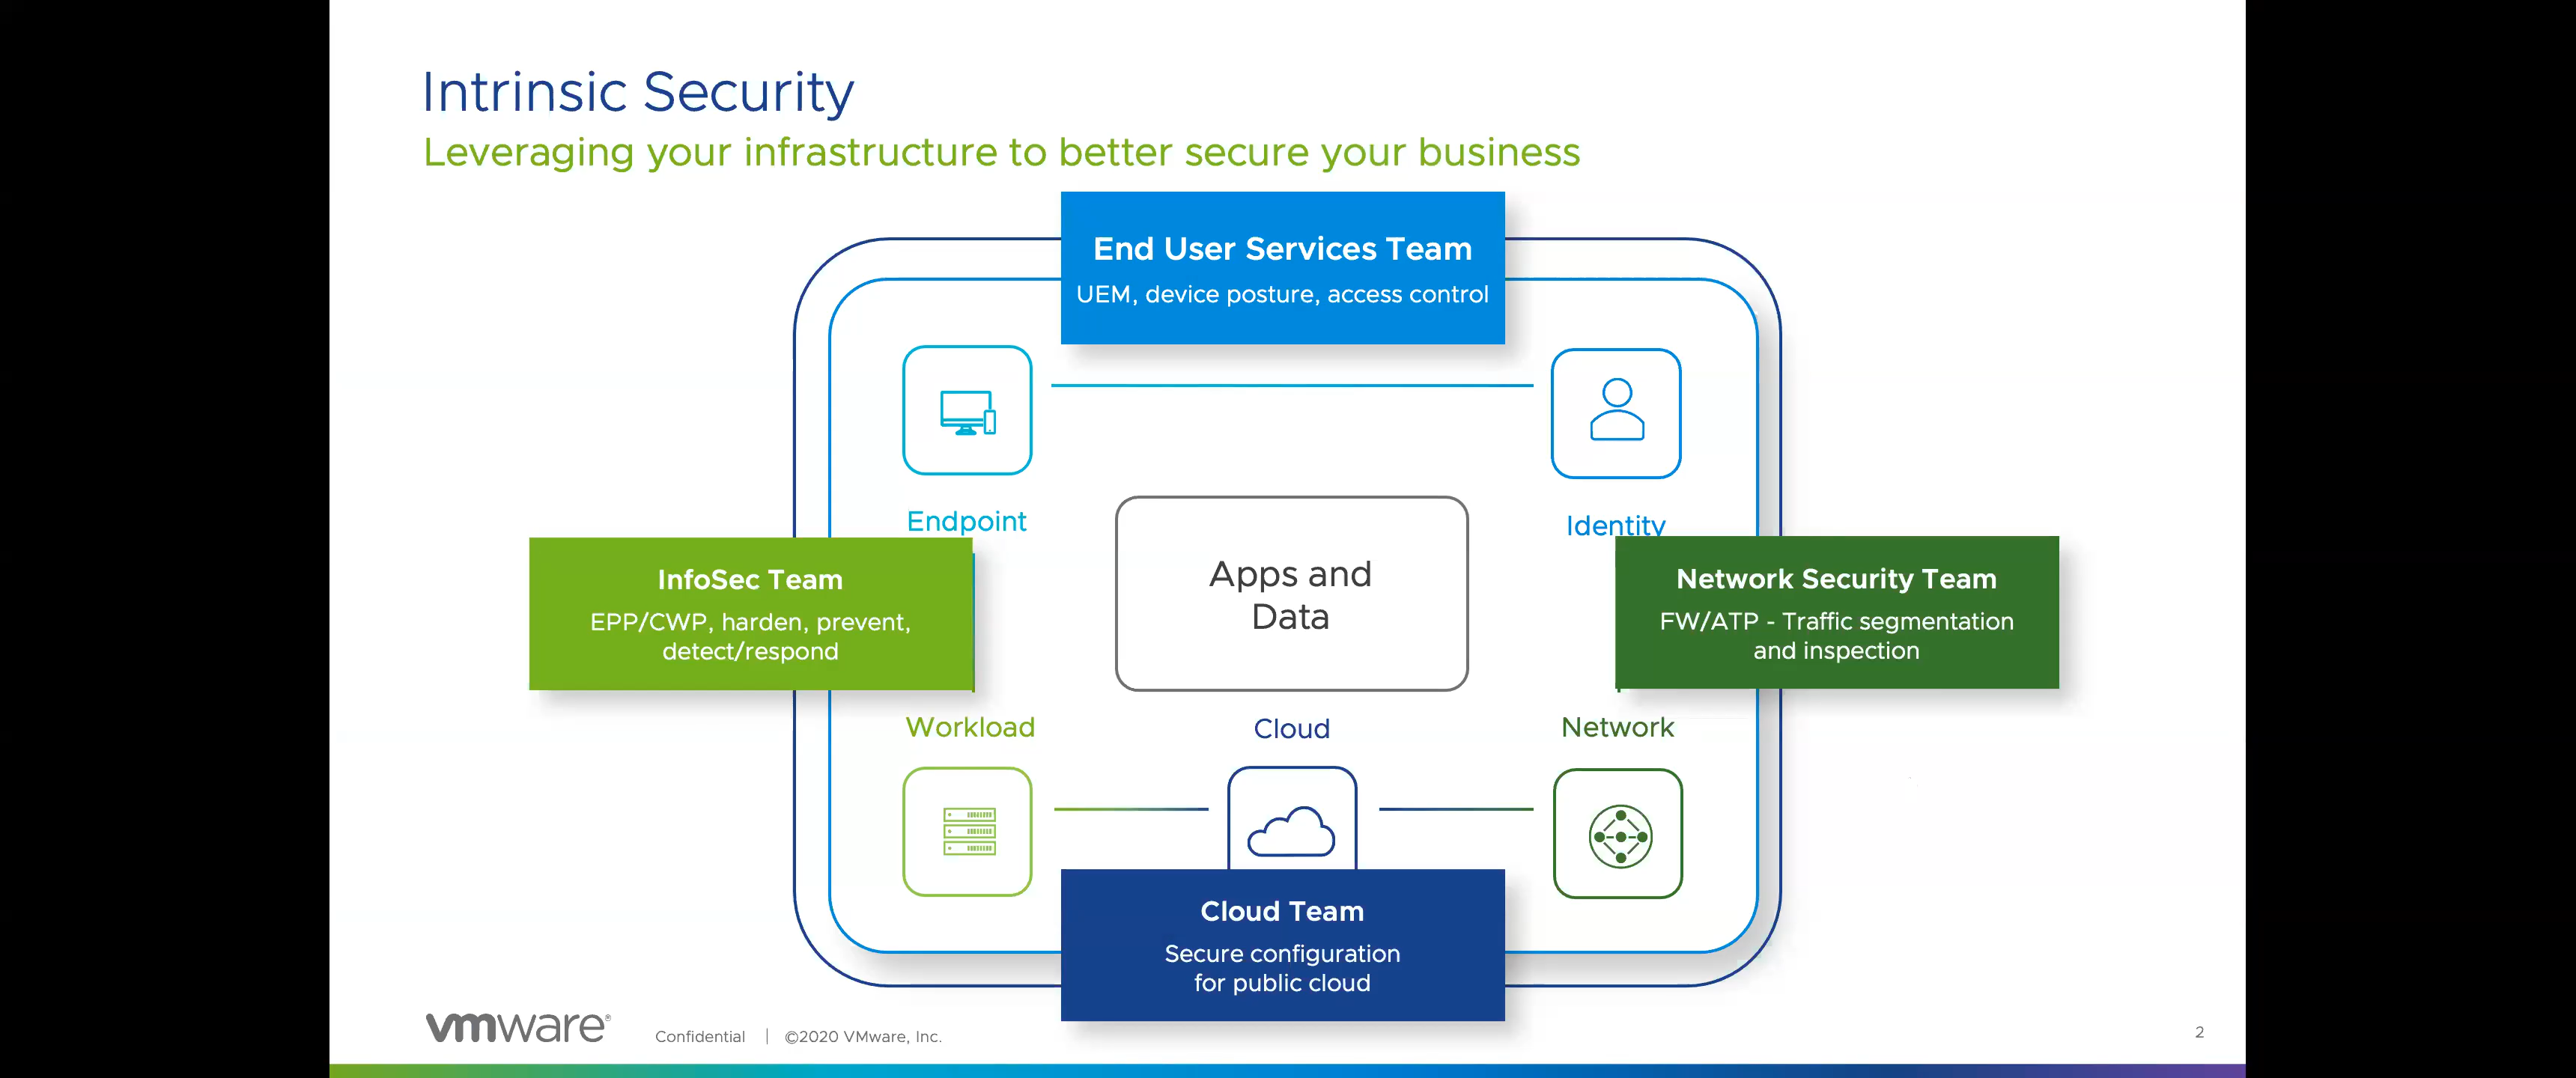 Intrinsic Security
Leveraging your infrastructure to better secure your business
End User Services Team
UEM, device posture, access control
Endpoint
Identity
InfoSec Team
EPP/CWP, harden, prevent,
detect/respond
Apps and
Data
Network Security Team
FW/ATP - Traffic segmentation
and inspection
Workload
Cloud
Network
Cloud Team
Secure configuration
for public cloud
vmware®
Confidential | ©2020 VMware, Inc.
2